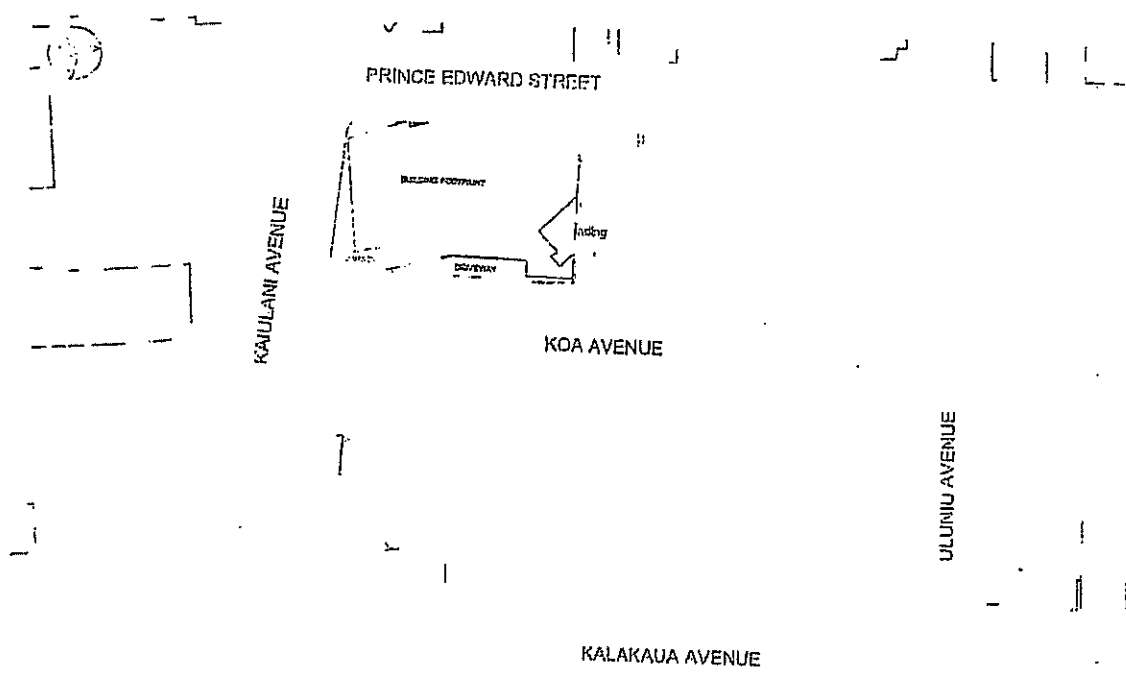 PRINCE EDWARD STREET
BUILDING FOOTPRINT
KAIULANI AVENUE
DRIVEWAY
KOA AVENUE
ULUNIU AVENUE
KALAKAUA AVENUE